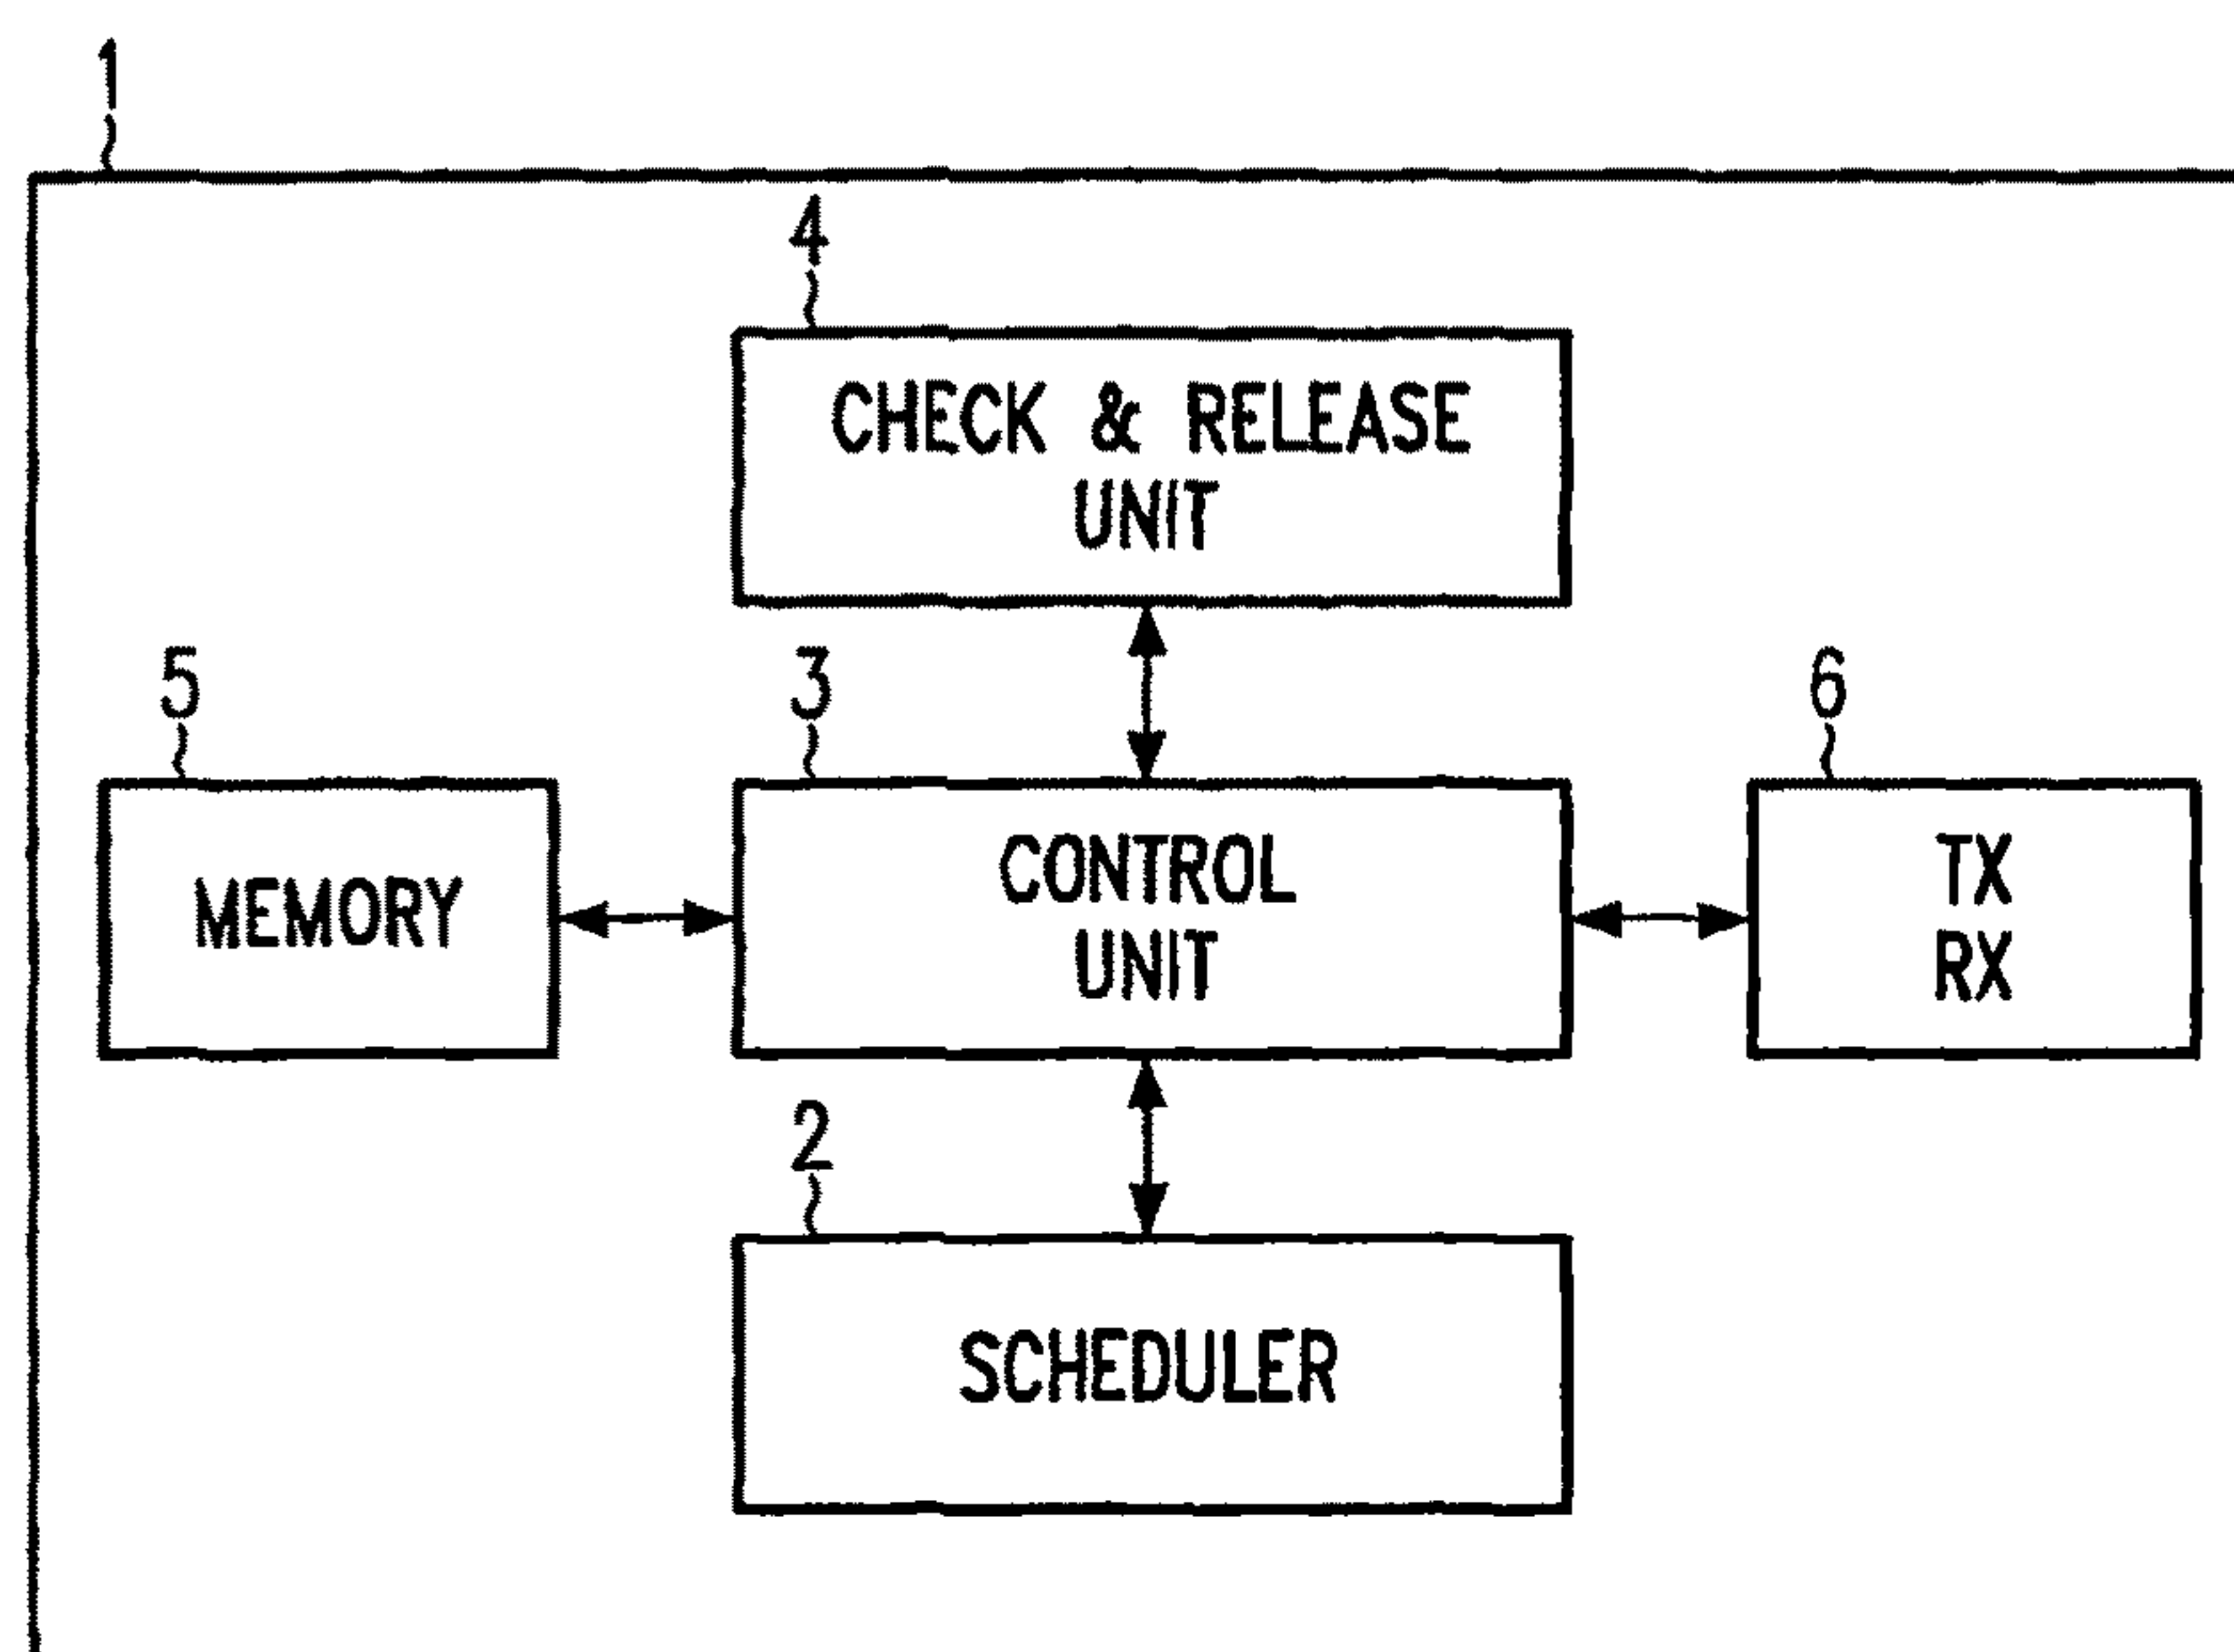 1
4
CHECK & RELEASE
UNIT
5
3
6
MEMORY
CONTROL
UNIT
TX
RX
2
SCHEDULER